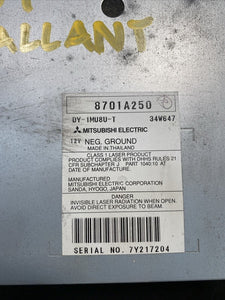 GALLANT
8701A250
DY-1MU8U-T 34W647
MITSUBISHI ELECTRIC
12V NEG. GROUND
MADE IN THAILAND
CLASS 1 LASER PRODUCT
PRODUCT COMPLIES WITH DHHS RULES 21
CFR SUBCHAPTER J PART 1040:10 AT
DATE OF MANUFACTURE.
MANUFACTURED
MITSUBISHI ELECTRIC CORPORATION
SANDA, HYOGO, JAPAN
DANGER
INVISIBLE LASER RADIATION WHEN OPEN.
AVOID DIRECT EXPOSURE TO BEAM.
SERIAL NO. 7Y217204